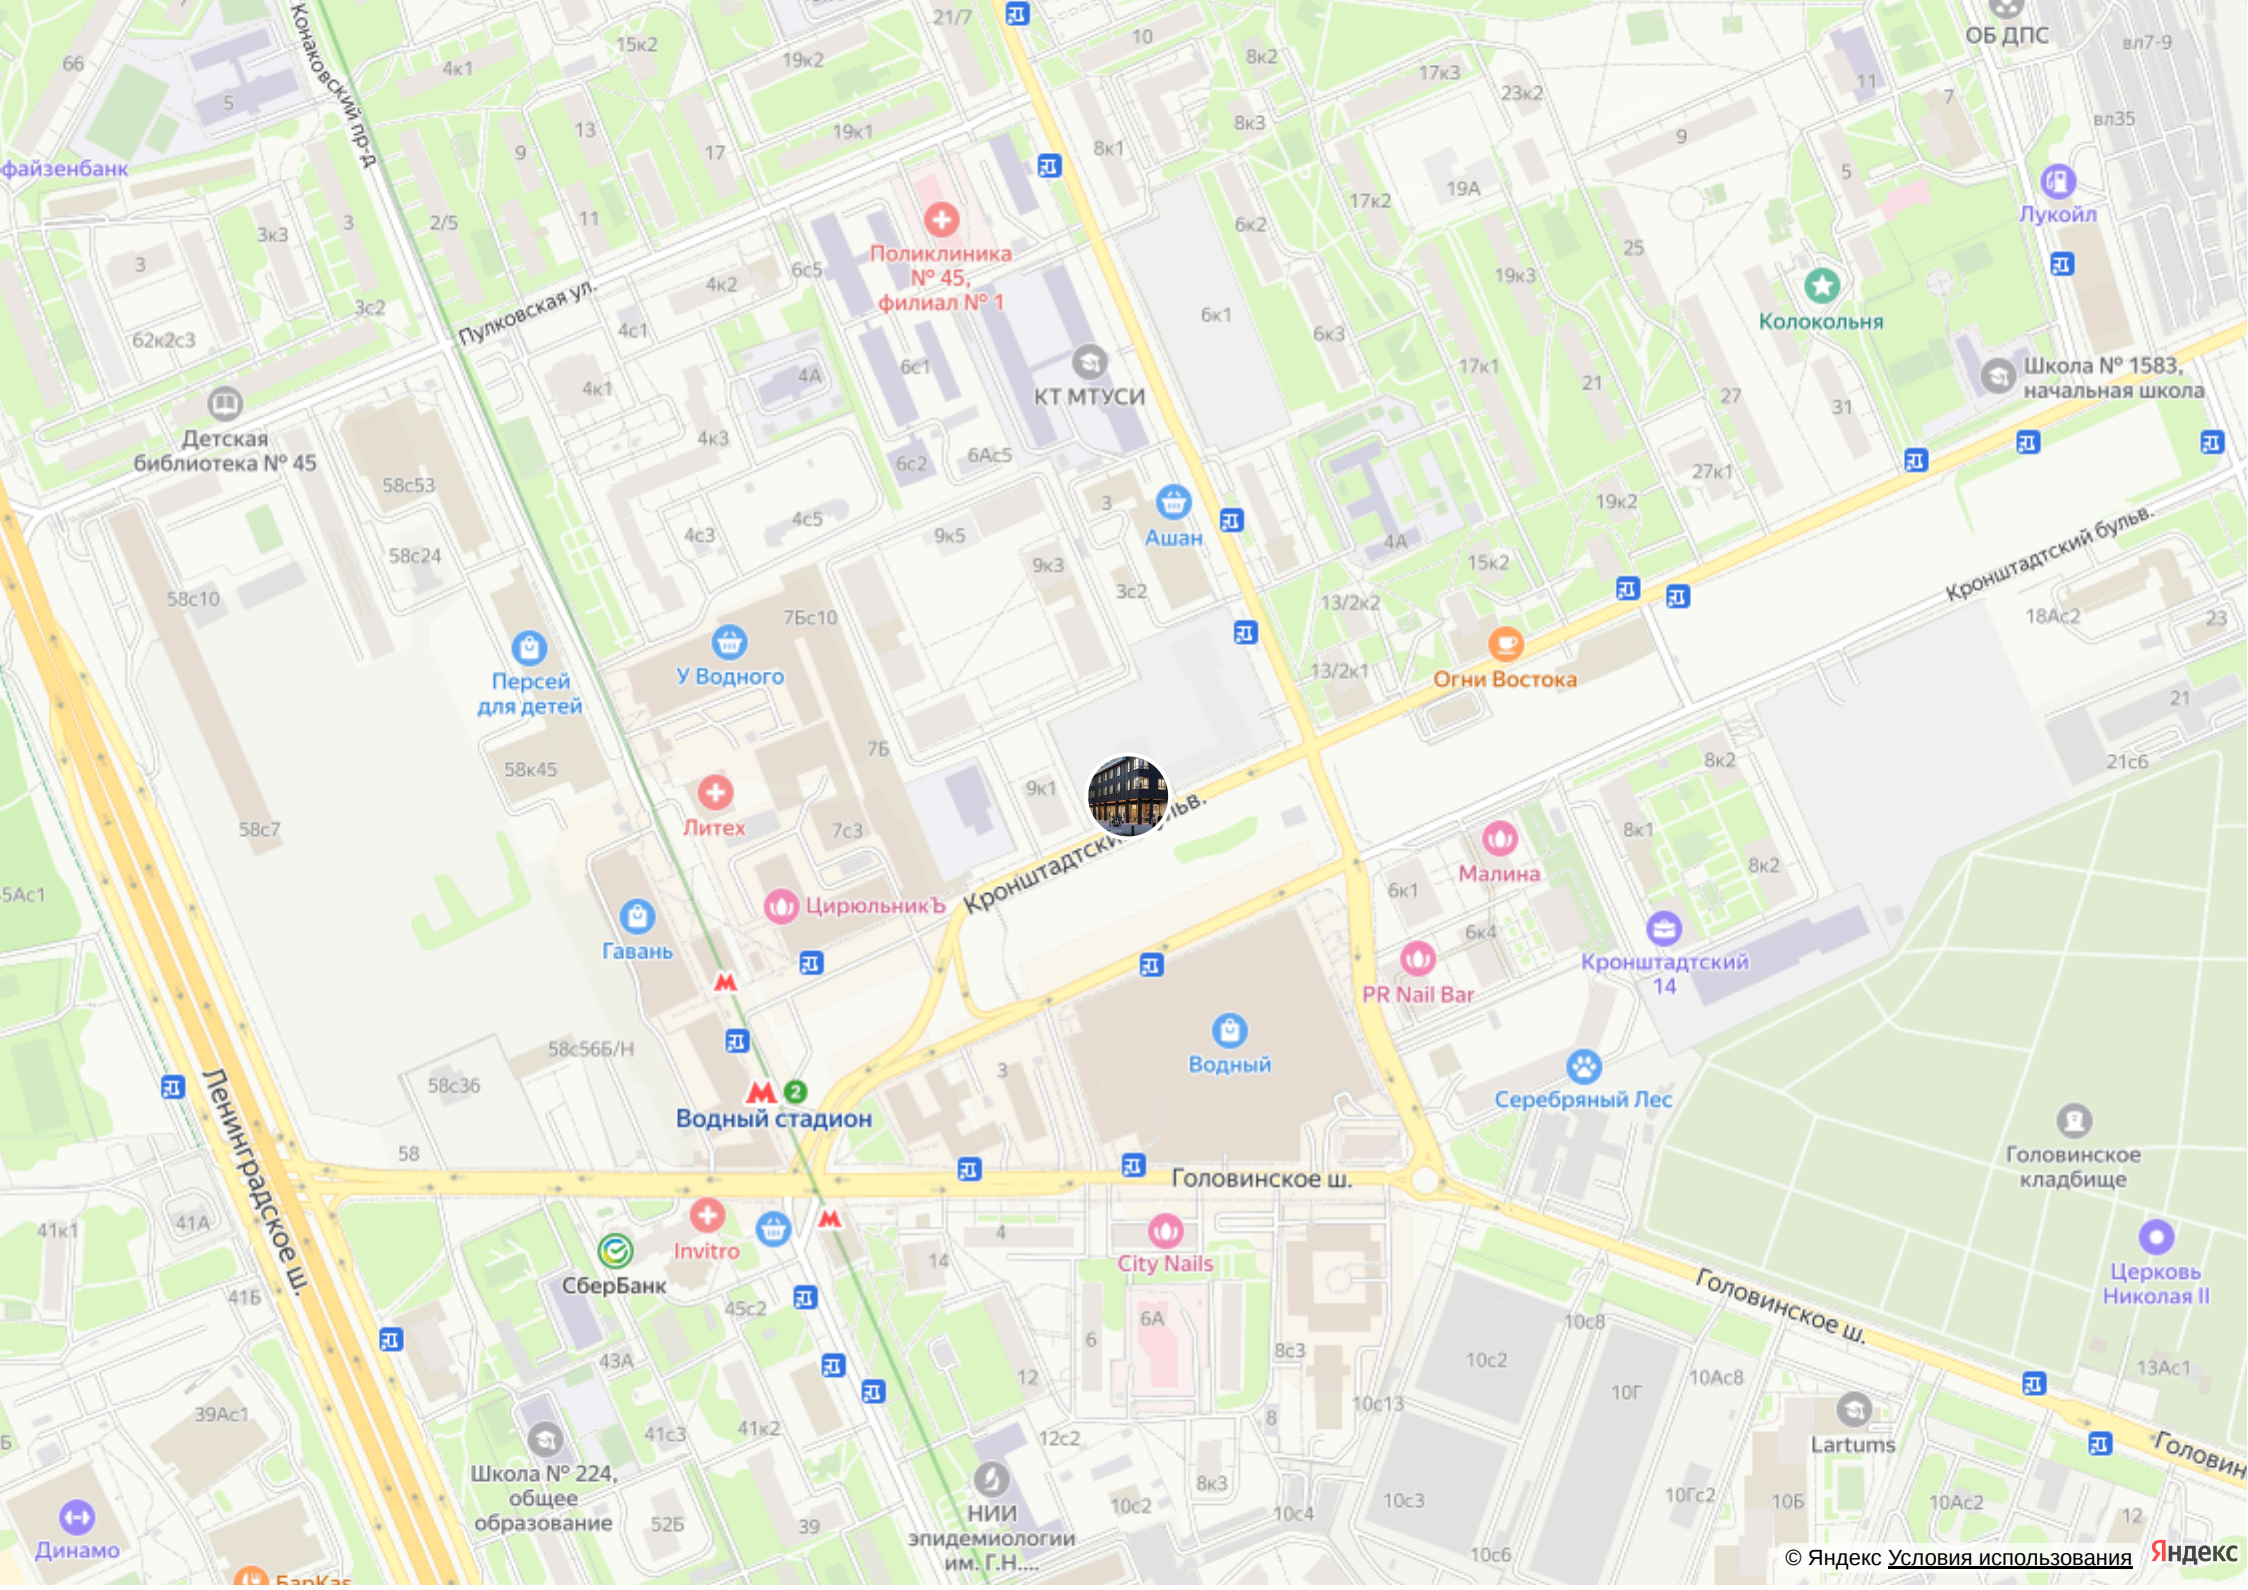 Конаковский пр-д
21/7
ОБ ДПС
вл7-9
66
15к2
4к1
19к2
10
8к2
17к3
23к2
11
7
вл35
5
9
13
17
19к1
8к1
8к3
9
файзенбанк
5
3к3
3
2/5
11
6к2
17к2
19А
25
Лукойл
3
4к2
6с5
Поликлиника
№ 45,
филиал № 1
19к3
Колокольня
Пулковская ул.
3с2
62к2с3
4с1
6к1
6к3
4к1
4А
6с1
КТ МТУСИ
17к1
21
27
31
Школа № 1583,
начальная школа
Детская
библиотека № 45
4к3
6с2
6Ас5
58с53
27к1
4с3
4с5
9к5
3
Ашан
4А
19к2
58с24
9к3
3с2
15к2
Кронштадтский бульв.
58с10
7Бс10
13/2к2
18Ас2
23
Персей
для детей
У Водного
13/2к1
Огни Востока
21
58к45
7Б
8к2
21с6
9к1
58с7
Литех
7с3
8к1
8к2
Малина
5Ас1
Гавань
ЦирюльникЪ
6к1
6к4
Кронштадтский
14
PR Nail Bar
58с56Б/Н
58с36
3
Водный
Серебряный Лес
2
Водный стадион
Ленинградское ш.
58
Головинское ш.
Головинское
кладбище
41к1
41А
Invitro
4
City Nails
14
СберБанк
41Б
45с2
Головинское ш.
Церковь
Николая II
6А
6
10с8
43А
12
8с3
10с2
10Г
10Ас8
13Ас1
39Ас1
41с3
41к2
12с2
8
10с13
Lartums
Головин
Школа № 224,
общее
образование
52Б
39
НИИ
эпидемиологии
им. Г.Н....
8к3
10с2
10с4
10с3
10Гс2
10Б
10Ас2
12
Динамо
10с6
БарKas
© Яндекс Условия использования
Яндекс